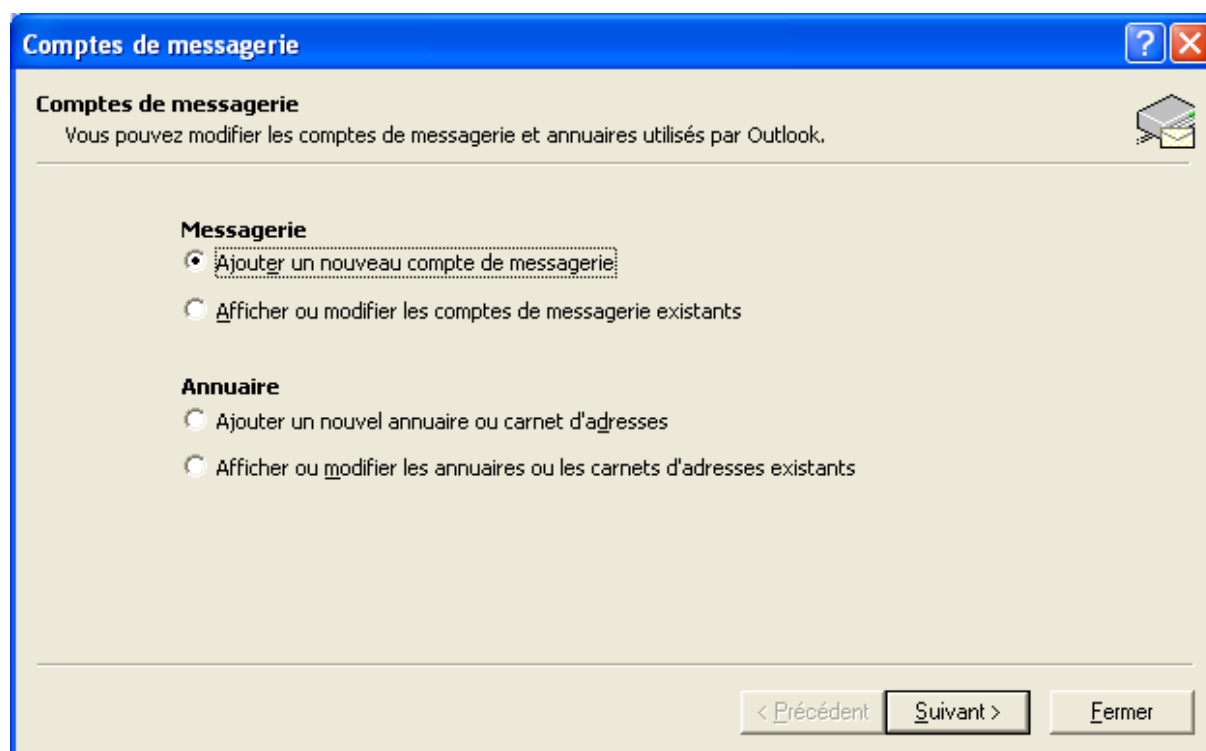 Comptes de messagerie
Comptes de messagerie
Vous pouvez modifier les comptes de messagerie et annuaires utilisés par Outlook.
Messagerie
Ajouter un nouveau compte de messagerie
Afficher ou modifier les comptes de messagerie existants
Annuaire
Ajouter un nouvel annuaire ou carnet d'adresses
Afficher ou modifier les annuaires ou les carnets d'adresses existants
< Précédent Suivant > Fermer